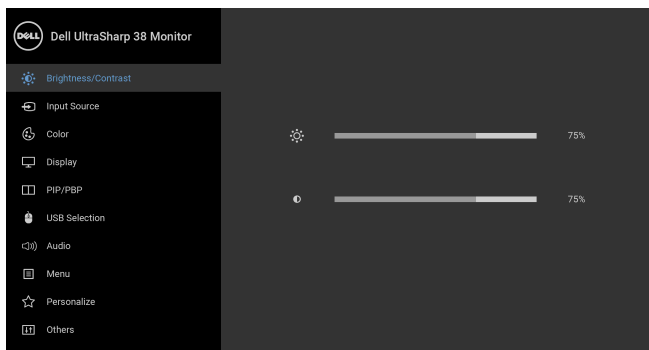 DELL Dell UltraSharp 38 Monitor
Brightness/Contrast
Input Source
Color
75%
Display
PIP/PBP
75%
USB Selection
Audio
Menu
Personalize
Others